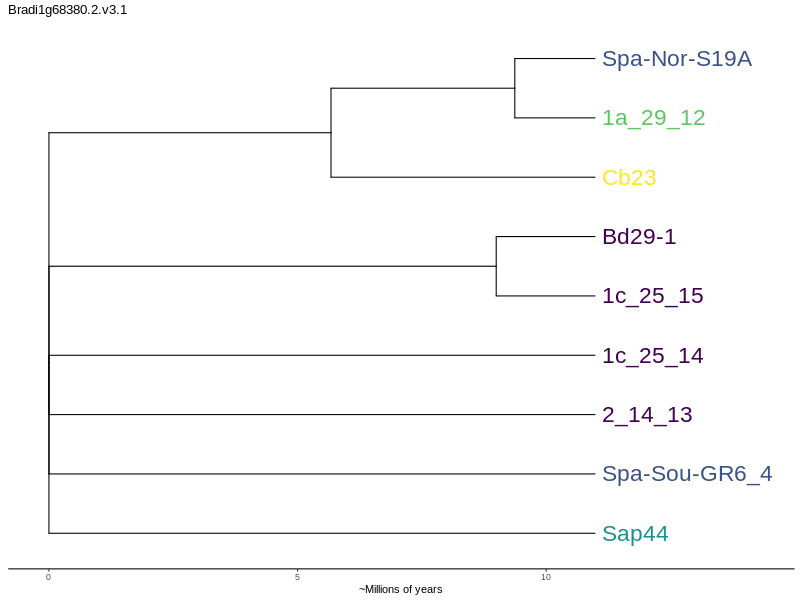 Bradi1g68380.2.v3.1
Spa-Nor-S19A
1a_29_12
Cb23
Bd29-1
1c_25_15
1c_25_14
2_14_13
Spa-Sou-GR6_4
Sap44
0 5 10
~Millions of years